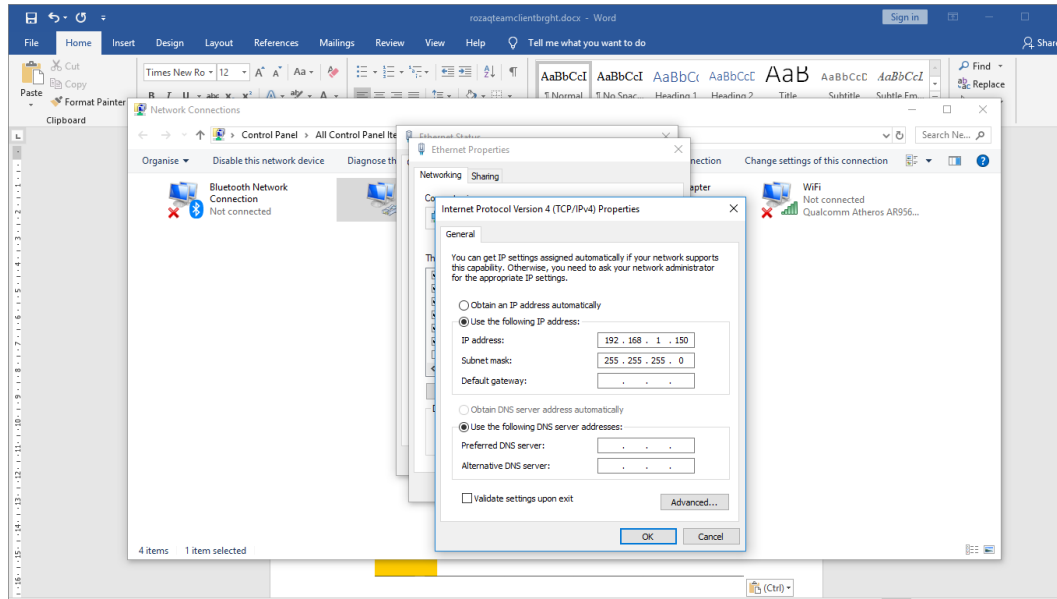 rozaqteamclientbrght.docx - Word
Sign in
File Home Insert Design Layout References Mailings Review View Help Tell me what you want to do Share
Paste
Cut
Copy
Format Painter
Clipboard
Times New Ro 12 A A Aa
B I U abc x x A
AaBbCcI AaBbCcI AaBbCc AaBbCcC AaB AaBbCcC AaBbCcI
¶ Normal ¶ No Spac... Heading 1 Heading 2 Title Subtitle Subtle Em...
Find
Replace
Network Connections
Control Panel > All Control Panel Ite
Search Ne...
Organise Disable this network device Diagnose th nection Change settings of this connection
Bluetooth Network
Connection
Not connected
apter
WiFi
Not connected
Qualcomm Atheros AR956...
Ethernet Status
Ethernet Properties
Networking Sharing
Co
Th
Internet Protocol Version 4 (TCP/IPv4) Properties
General
You can get IP settings assigned automatically if your network supports
this capability. Otherwise, you need to ask your network administrator
for the appropriate IP settings.
Obtain an IP address automatically
Use the following IP address:
IP address: 192 . 168 . 1 . 150
Subnet mask: 255 . 255 . 255 . 0
Default gateway: . . .
Obtain DNS server address automatically
Use the following DNS server addresses:
Preferred DNS server: . . .
Alternative DNS server: . . .
Validate settings upon exit
Advanced...
OK Cancel
4 items 1 item selected
(Ctrl)